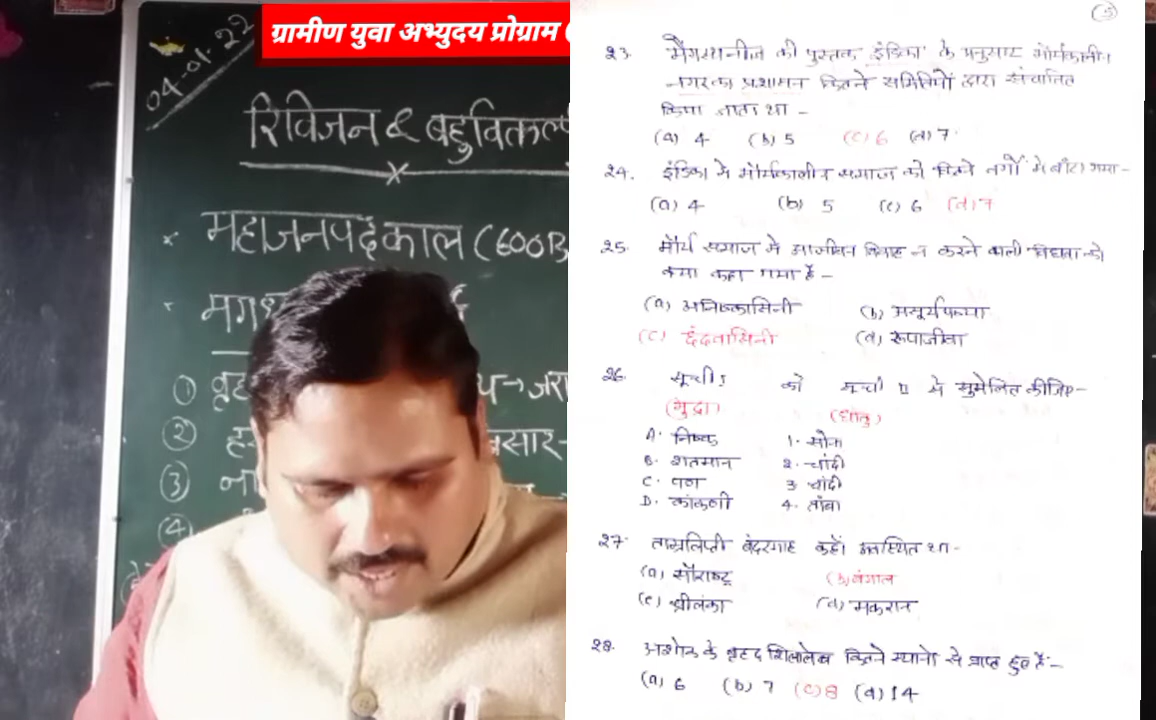 04-01-22
ग्रामीण युवा अभ्युदय प्रोग्राम (
रिविजन & बहुविकल्प
महाजनपद काल (600B
मगध
① बृह
→ जरा
② ह
बसार-
③ ना
④
23. मैगस्थनीज की पुस्तक 'इंडिका' के अनुसार मौर्यकालीन
नगर का प्रशासन कितने समितियों द्वारा संचालित
किया जाता था -
(a) 4 (b) 5 (c) 6 (d) 7
24. इंडिका मे मौर्यकालीन समाज को कितने वर्गों मे बाँटा गया-
(a) 4 (b) 5 (c) 6 (d) 7
25. मौर्य समाज मे आजीवन विवाह न करने वाली विधवा को
क्या कहा गया है -
(a) अनिष्कासिनी (b) असूर्यपश्या
(c) छंदवासिनी (d) रूपाजीवा
26. सूची I को सूची II से सुमेलित कीजिए-
(मुद्रा) (धातु)
A. निष्क 1. सोना
B. शतमान 2. चांदी
C. पण 3. चांदी
D. कांकणी 4. तांबा
27. ताम्रलिप्ती बंदरगाह कहाँ अवस्थित था -
(a) सौराष्ट्र (b) बंगाल
(c) श्रीलंका (d) मकरान
28. अशोक के वृहद शिलालेख कितने स्थानो से प्राप्त हुए हैं -
(a) 6 (b) 7 (c) 8 (d) 14